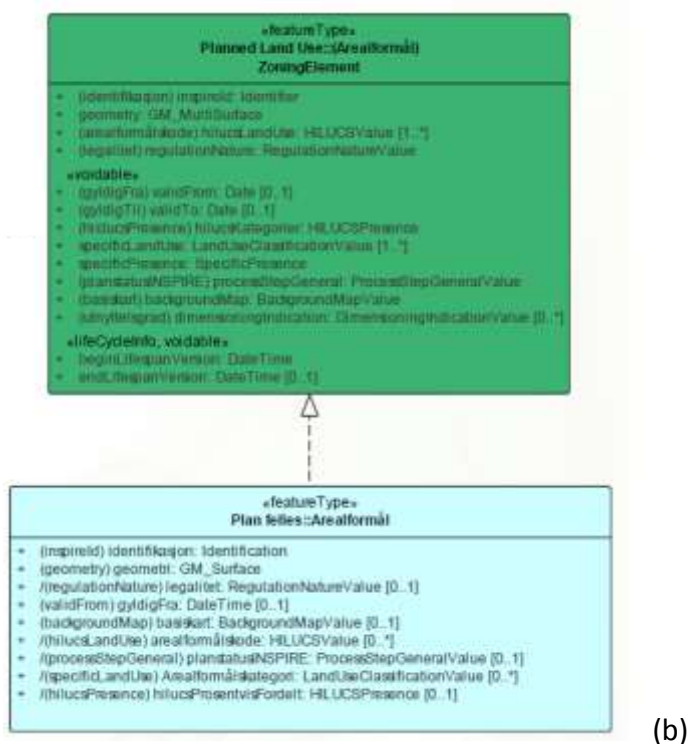 «featureType»
Planned Land Use::(Arealformål)
ZoningElement
+ (identifikasjon) inspireId: Identifier
+ geometry: GM_MultiSurface
+ (arealformålskode) hilucsLandUse: HILUCSValue [1..*]
+ (legalitet) regulationNature: RegulationNatureValue
«voidable»
+ (gyldigFra) validFrom: Date [0..1]
+ (gyldigTil) validTo: Date [0..1]
+ hilucsKategorier: HILUCSPresence
+ specificLandUse: LandUseClassificationValue [1..*]
+ specificPresence: SpecificPresence
+ (planstatusINSPIRE) processStepGeneral: ProcessStepGeneralValue
+ (basiskart) backgroundMap: BackgroundMapValue
+ (utnyttelsesgrad) dimensioningIndication: DimensioningIndicationValue [0..*]
«lifeCycleInfo, voidable»
+ beginLifespanVersion: DateTime
+ endLifespanVersion: DateTime [0..1]
«featureType»
Plan felles::Arealformål
+ (inspireId) identifikasjon: Identification
+ (geometry) geometri: GM_Surface
+ /(regulationNature) legalitet: RegulationNatureValue [0..1]
+ (validFrom) gyldigFra: DateTime [0..1]
+ (backgroundMap) basiskart: BackgroundMapValue [0..1]
+ /(hilucsLandUse) arealformålskode: HILUCSValue [0..*]
+ /(processStepGeneral) planstatusINSPIRE: ProcessStepGeneralValue [0..1]
+ /(specificLandUse) Arealformålskategori: LandUseClassificationValue [0..*]
+ /(hilucsPresence) hilucsProsentvisFordelt: HILUCSPresence [0..1]
(b)